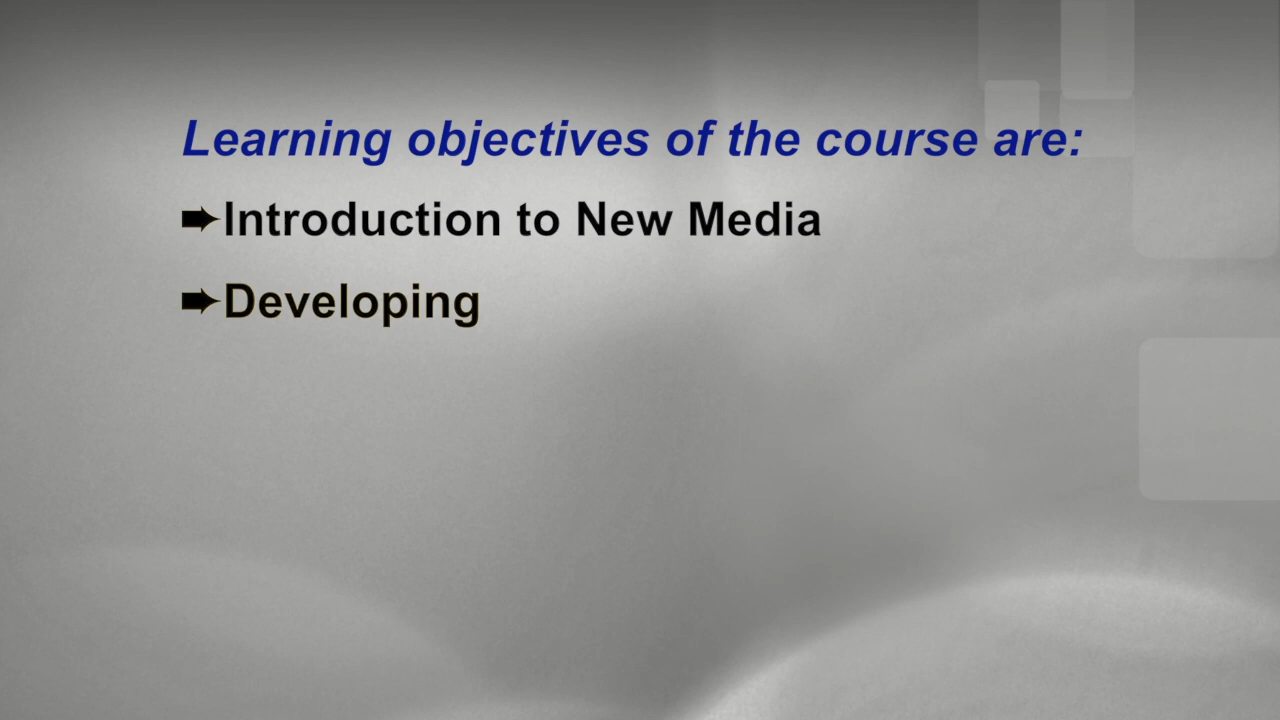 Learning objectives of the course are:
➨Introduction to New Media
➨Developing